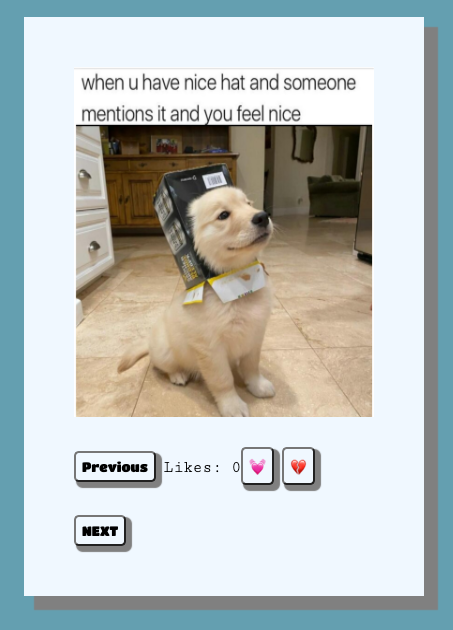 when u have nice hat and someone
mentions it and you feel nice
Previous Likes: 0
NEXT